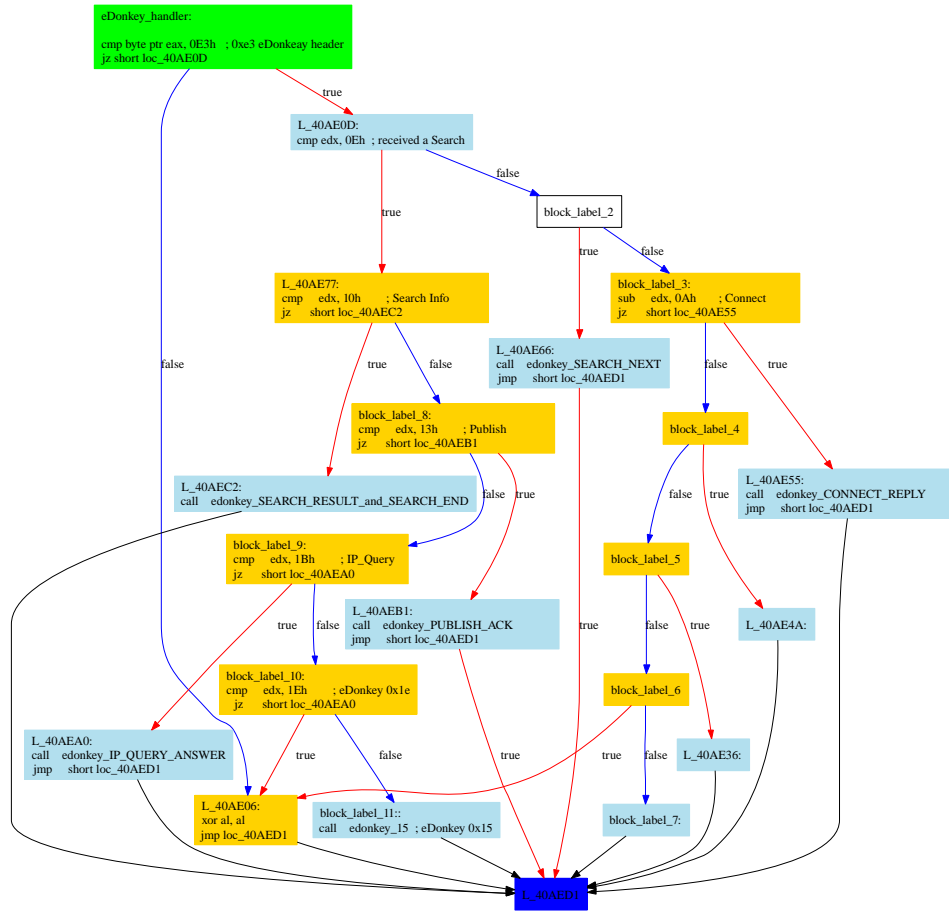 eDonkey_handler:
cmp byte ptr eax, 0E3h ; 0xe3 eDonkeay header
jz short loc_40AE0D
true
L_40AE0D:
cmp edx, 0Eh ; received a Search
false
true
block_label_2
true
false
L_40AE77:
cmp edx, 10h ; Search Info
jz short loc_40AEC2
block_label_3:
sub edx, 0Ah ; Connect
jz short loc_40AE55
false
true
false
L_40AE66:
call edonkey_SEARCH_NEXT
jmp short loc_40AED1
false
true
block_label_8:
cmp edx, 13h ; Publish
jz short loc_40AEB1
block_label_4
L_40AEC2:
call edonkey_SEARCH_RESULT_and_SEARCH_END
false
true
false
true
L_40AE55:
call edonkey_CONNECT_REPLY
jmp short loc_40AED1
block_label_9:
cmp edx, 1Bh ; IP_Query
jz short loc_40AEA0
block_label_5
true
false
L_40AEB1:
call edonkey_PUBLISH_ACK
jmp short loc_40AED1
true
false
true
L_40AE4A:
block_label_10:
cmp edx, 1Eh ; eDonkey 0x1e
jz short loc_40AEA0
block_label_6
L_40AEA0:
call edonkey_IP_QUERY_ANSWER
jmp short loc_40AED1
true
false
true
true
false
L_40AE36:
L_40AE06:
xor al, al
jmp loc_40AED1
block_label_11::
call edonkey_15 ; eDonkey 0x15
block_label_7:
L_40AED1